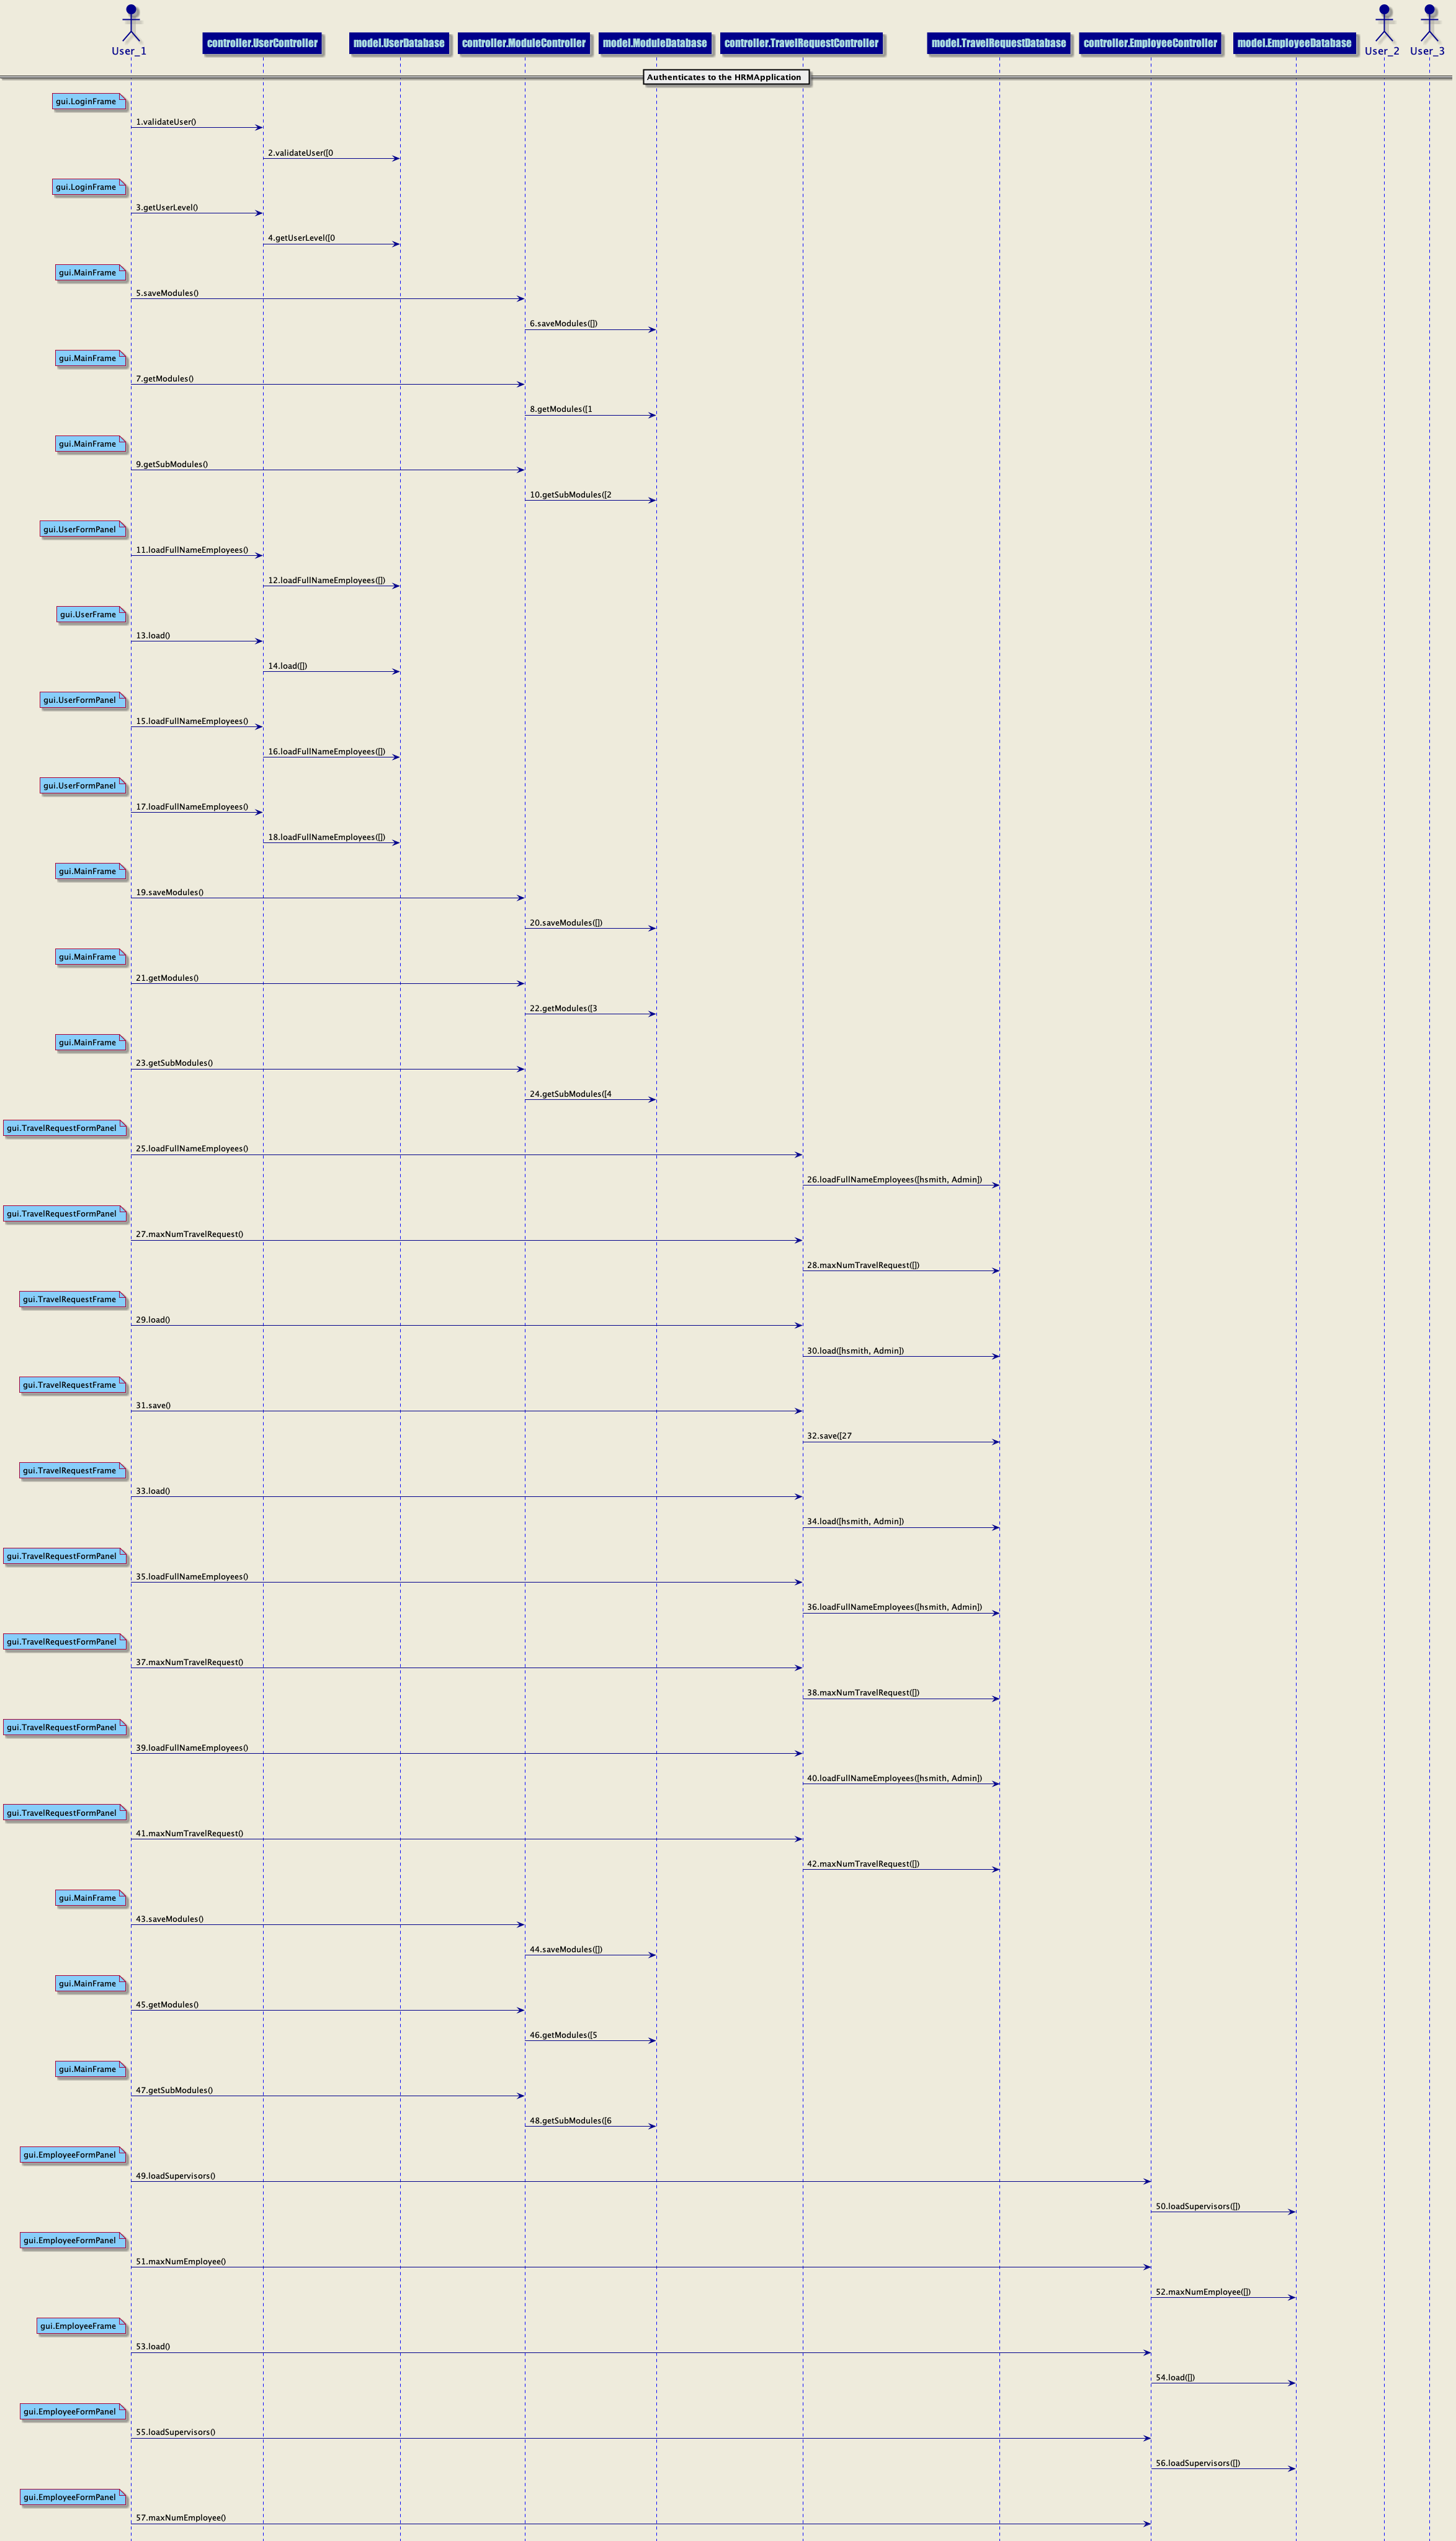 User_1
controller.UserController
model.UserDatabase
controller.ModuleController
model.ModuleDatabase
controller.TravelRequestController
model.TravelRequestDatabase
controller.EmployeeController
model.EmployeeDatabase
User_2
User_3
Authenticates to the HRMApplication
gui.LoginFrame
1.validateUser()
2.validateUser([0
gui.LoginFrame
3.getUserLevel()
4.getUserLevel([0
gui.MainFrame
5.saveModules()
6.saveModules([])
gui.MainFrame
7.getModules()
8.getModules([1
gui.MainFrame
9.getSubModules()
10.getSubModules([2
gui.UserFormPanel
11.loadFullNameEmployees()
12.loadFullNameEmployees([])
gui.UserFrame
13.load()
14.load([])
gui.UserFormPanel
15.loadFullNameEmployees()
16.loadFullNameEmployees([])
gui.UserFormPanel
17.loadFullNameEmployees()
18.loadFullNameEmployees([])
gui.MainFrame
19.saveModules()
20.saveModules([])
gui.MainFrame
21.getModules()
22.getModules([3
gui.MainFrame
23.getSubModules()
24.getSubModules([4
gui.TravelRequestFormPanel
25.loadFullNameEmployees()
26.loadFullNameEmployees([hsmith, Admin])
gui.TravelRequestFormPanel
27.maxNumTravelRequest()
28.maxNumTravelRequest([])
gui.TravelRequestFrame
29.load()
30.load([hsmith, Admin])
gui.TravelRequestFrame
31.save()
32.save([27
gui.TravelRequestFrame
33.load()
34.load([hsmith, Admin])
gui.TravelRequestFormPanel
35.loadFullNameEmployees()
36.loadFullNameEmployees([hsmith, Admin])
gui.TravelRequestFormPanel
37.maxNumTravelRequest()
38.maxNumTravelRequest([])
gui.TravelRequestFormPanel
39.loadFullNameEmployees()
40.loadFullNameEmployees([hsmith, Admin])
gui.TravelRequestFormPanel
41.maxNumTravelRequest()
42.maxNumTravelRequest([])
gui.MainFrame
43.saveModules()
44.saveModules([])
gui.MainFrame
45.getModules()
46.getModules([5
gui.MainFrame
47.getSubModules()
48.getSubModules([6
gui.EmployeeFormPanel
49.loadSupervisors()
50.loadSupervisors([])
gui.EmployeeFormPanel
51.maxNumEmployee()
52.maxNumEmployee([])
gui.EmployeeFrame
53.load()
54.load([])
gui.EmployeeFormPanel
55.loadSupervisors()
56.loadSupervisors([])
gui.EmployeeFormPanel
57.maxNumEmployee()